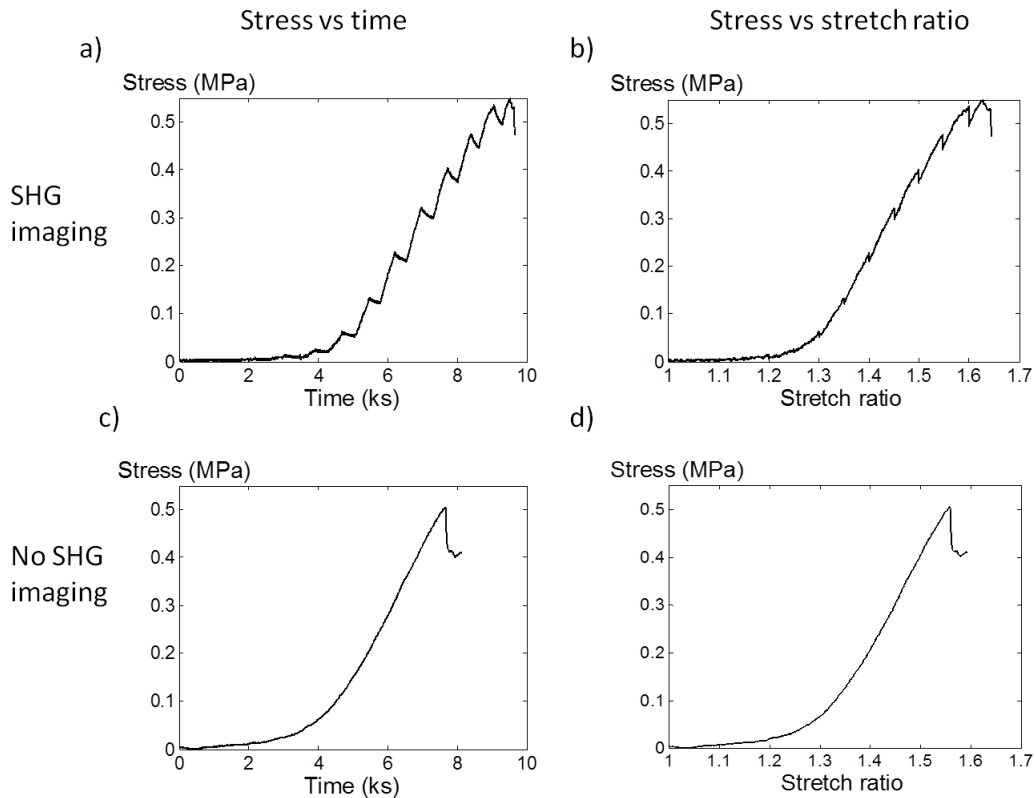 Stress vs time
Stress vs stretch ratio
a)
b)
SHG
imaging
Stress (MPa)
0.5
0.4
0.3
0.2
0.1
0
0 2 4 6 8 10
Time (ks)
Stress (MPa)
0.5
0.4
0.3
0.2
0.1
0
1 1.1 1.2 1.3 1.4 1.5 1.6 1.7
Stretch ratio
c)
d)
No SHG
imaging
Stress (MPa)
0.5
0.4
0.3
0.2
0.1
0
0 2 4 6 8 10
Time (ks)
Stress (MPa)
0.5
0.4
0.3
0.2
0.1
0
1 1.1 1.2 1.3 1.4 1.5 1.6 1.7
Stretch ratio